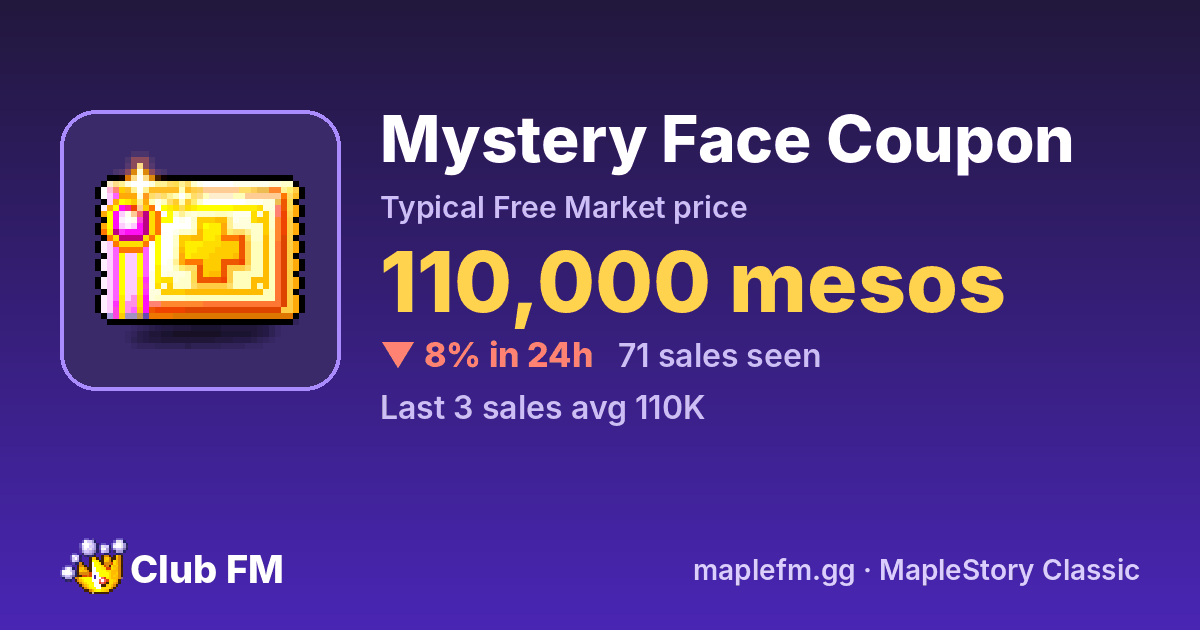 Mystery Face Coupon
Typical Free Market price
110,000 mesos
▼ 8% in 24h 71 sales seen
Last 3 sales avg 110K
Club FM
maplefm.gg · MapleStory Classic